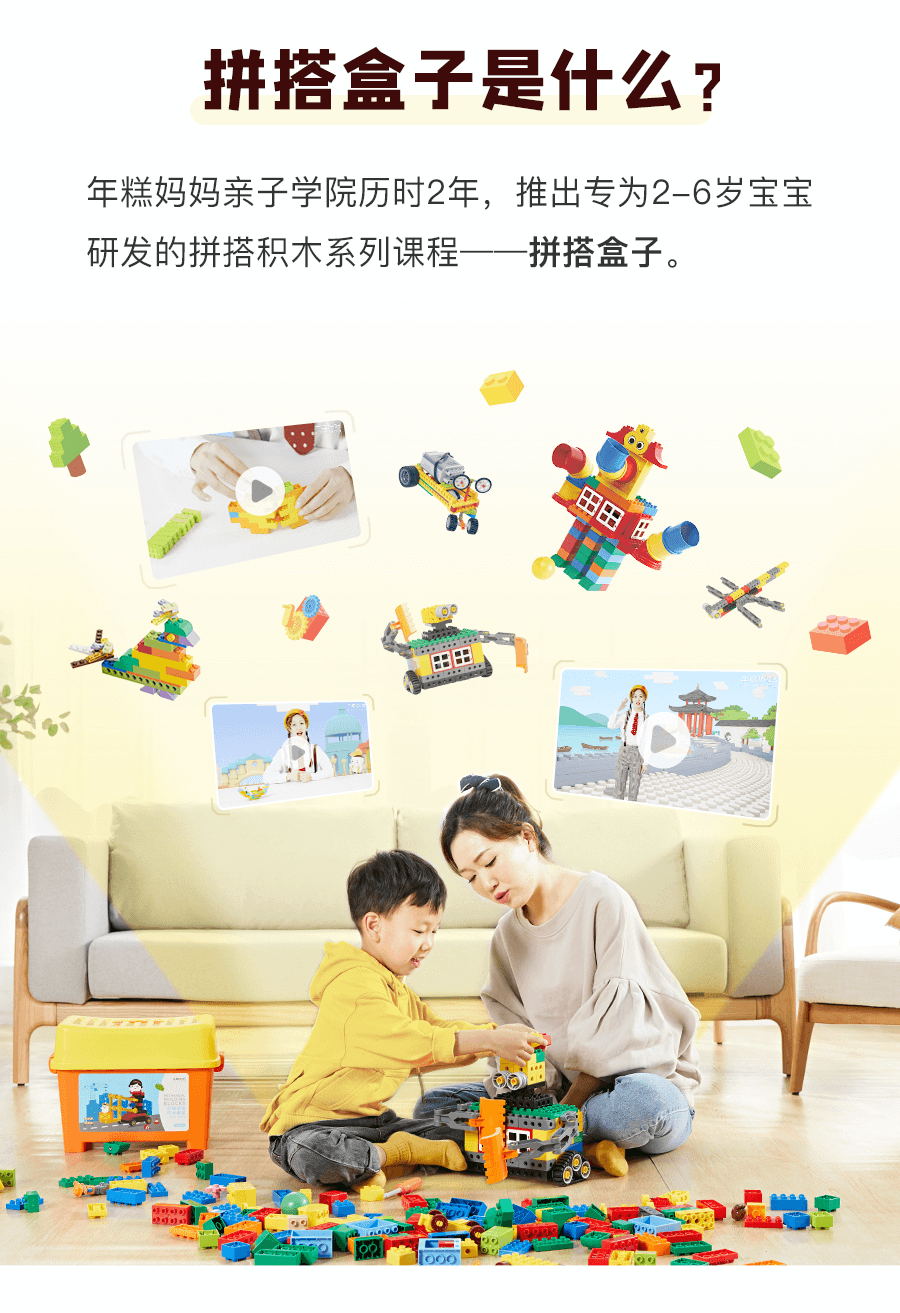 拼搭盒子是什么?
年糕妈妈亲子学院历时2年，推出专为2-6岁宝宝
研发的拼搭积木系列课程——拼搭盒子。